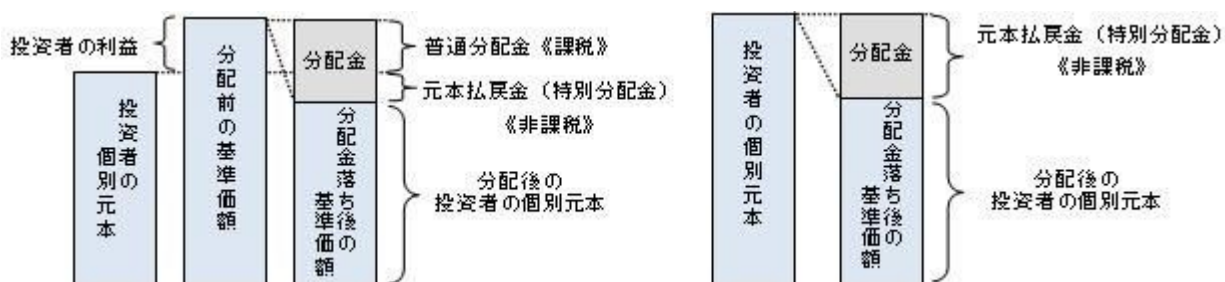 投資者の利益
投資者の
個別元本
分配前の基準価額
分配金
分配金落ち後の
基準価額
普通分配金《課税》
元本払戻金(特別分配金)
《非課税》
分配後の
投資者の個別元本
投資者の個別元本
分配金
分配金落ち後の
基準価額
元本払戻金(特別分配金)
《非課税》
分配後の
投資者の個別元本